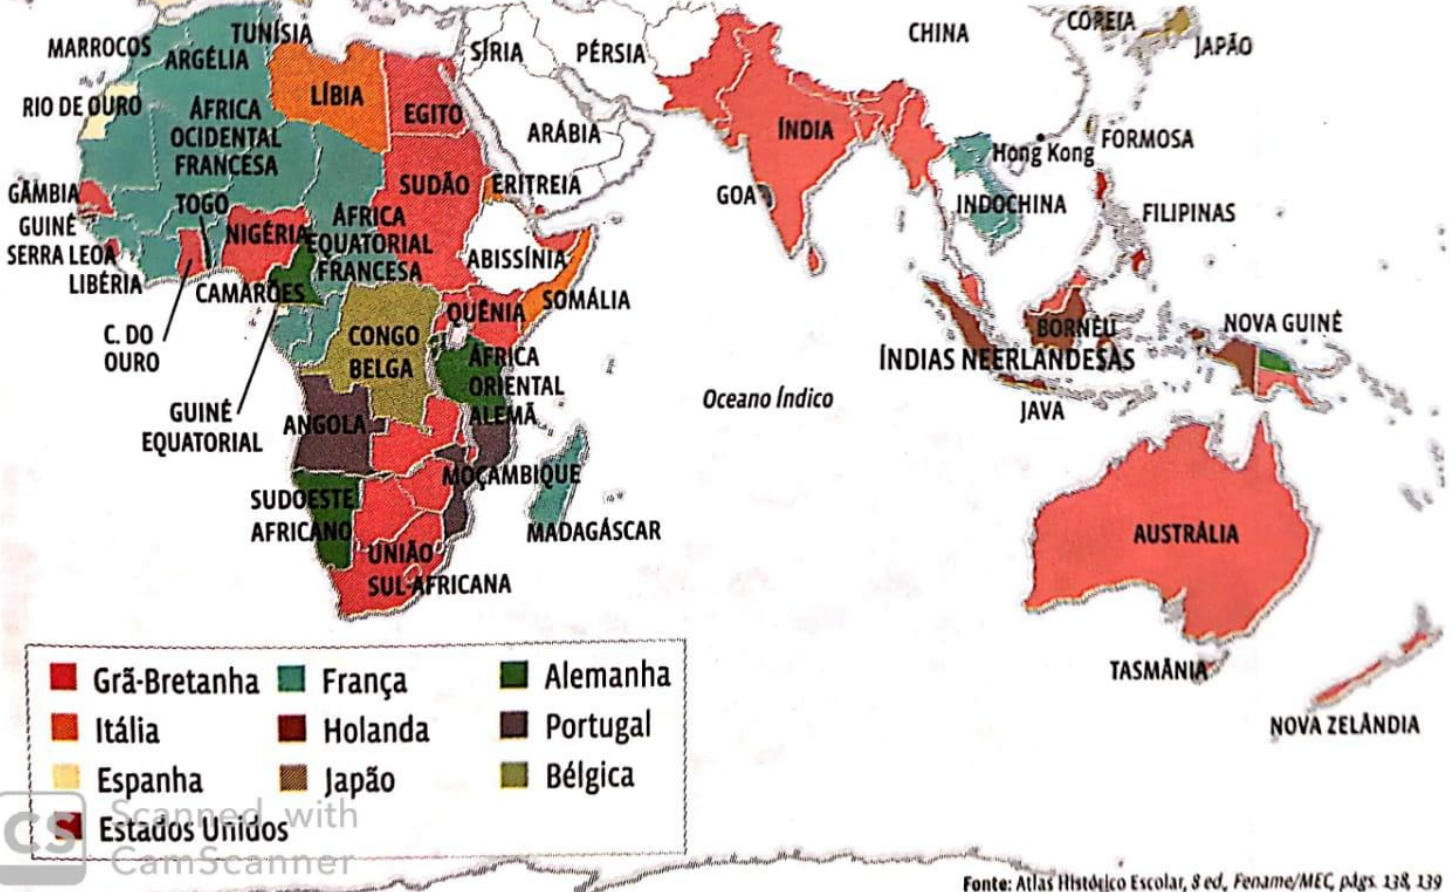 MARROCOS
TUNÍSIA
ARGÉLIA
LÍBIA
EGITO
SÍRIA
PÉRSIA
CHINA
COREIA
JAPÃO
RIO DE OURO
ÁFRICA
OCIDENTAL
FRANCESA
ARÁBIA
ÍNDIA
FORMOSA
Hong Kong
GÂMBIA
GUINÉ
SERRA LEOA
LIBÉRIA
TOGO
NIGÉRIA
SUDÃO
ERITREIA
GOA
INDOCHINA
FILIPINAS
ÁFRICA
EQUATORIAL
FRANCESA
ABISSÍNIA
CAMARÕES
SOMÁLIA
QUÊNIA
C. DO
OURO
CONGO
BELGA
BORNÉU
NOVA GUINÉ
ÍNDIAS NEERLANDESAS
ÁFRICA
ORIENTAL
ALEMÃ
Oceano Índico
JAVA
GUINÉ
EQUATORIAL
ANGOLA
MOÇAMBIQUE
SUDOESTE
AFRICANO
MADAGÁSCAR
UNIÃO
SUL-AFRICANA
AUSTRÁLIA
TASMÂNIA
NOVA ZELÂNDIA
Grã-Bretanha
França
Alemanha
Itália
Holanda
Portugal
Espanha
Japão
Bélgica
Estados Unidos
CS
Scanned with
CamScanner
Fonte: Atlas Histórico Escolar, 8 ed, Fename/MEC, págs. 138, 139